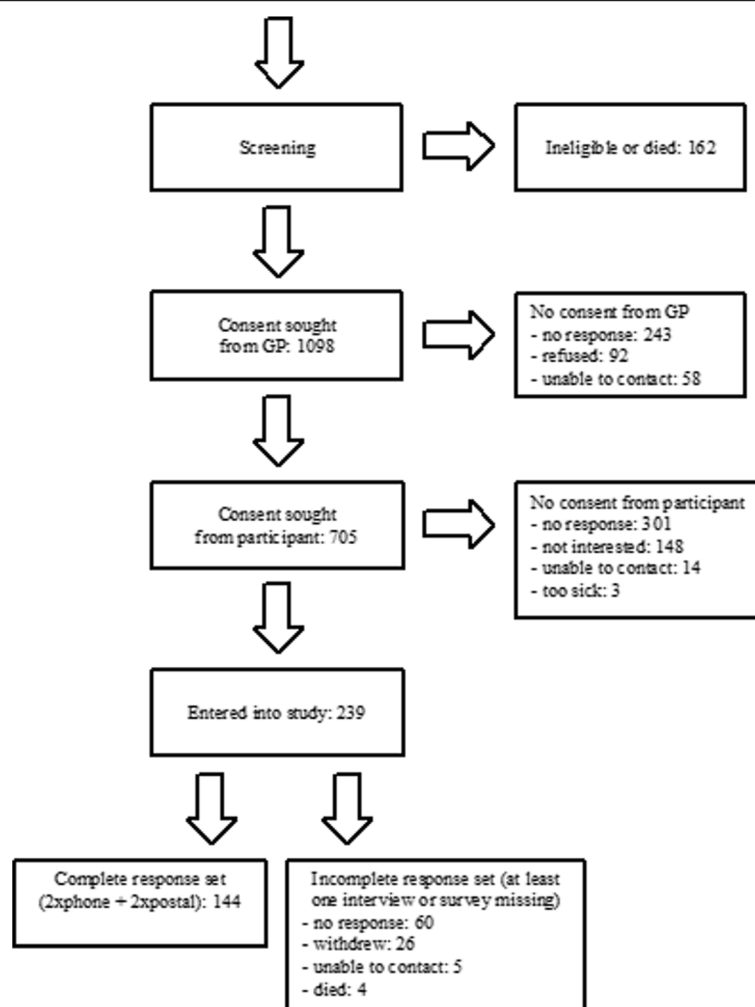 Screening
Ineligible or died: 162
Consent sought
from GP: 1098
No consent from GP
- no response: 243
- refused: 92
- unable to contact: 58
Consent sought
from participant: 705
No consent from participant
- no response: 301
- not interested: 148
- unable to contact: 14
- too sick: 3
Entered into study: 239
Complete response set
(2xphone + 2xpostal): 144
Incomplete response set (at least
one interview or survey missing)
- no response: 60
- withdrew: 26
- unable to contact: 5
- died: 4